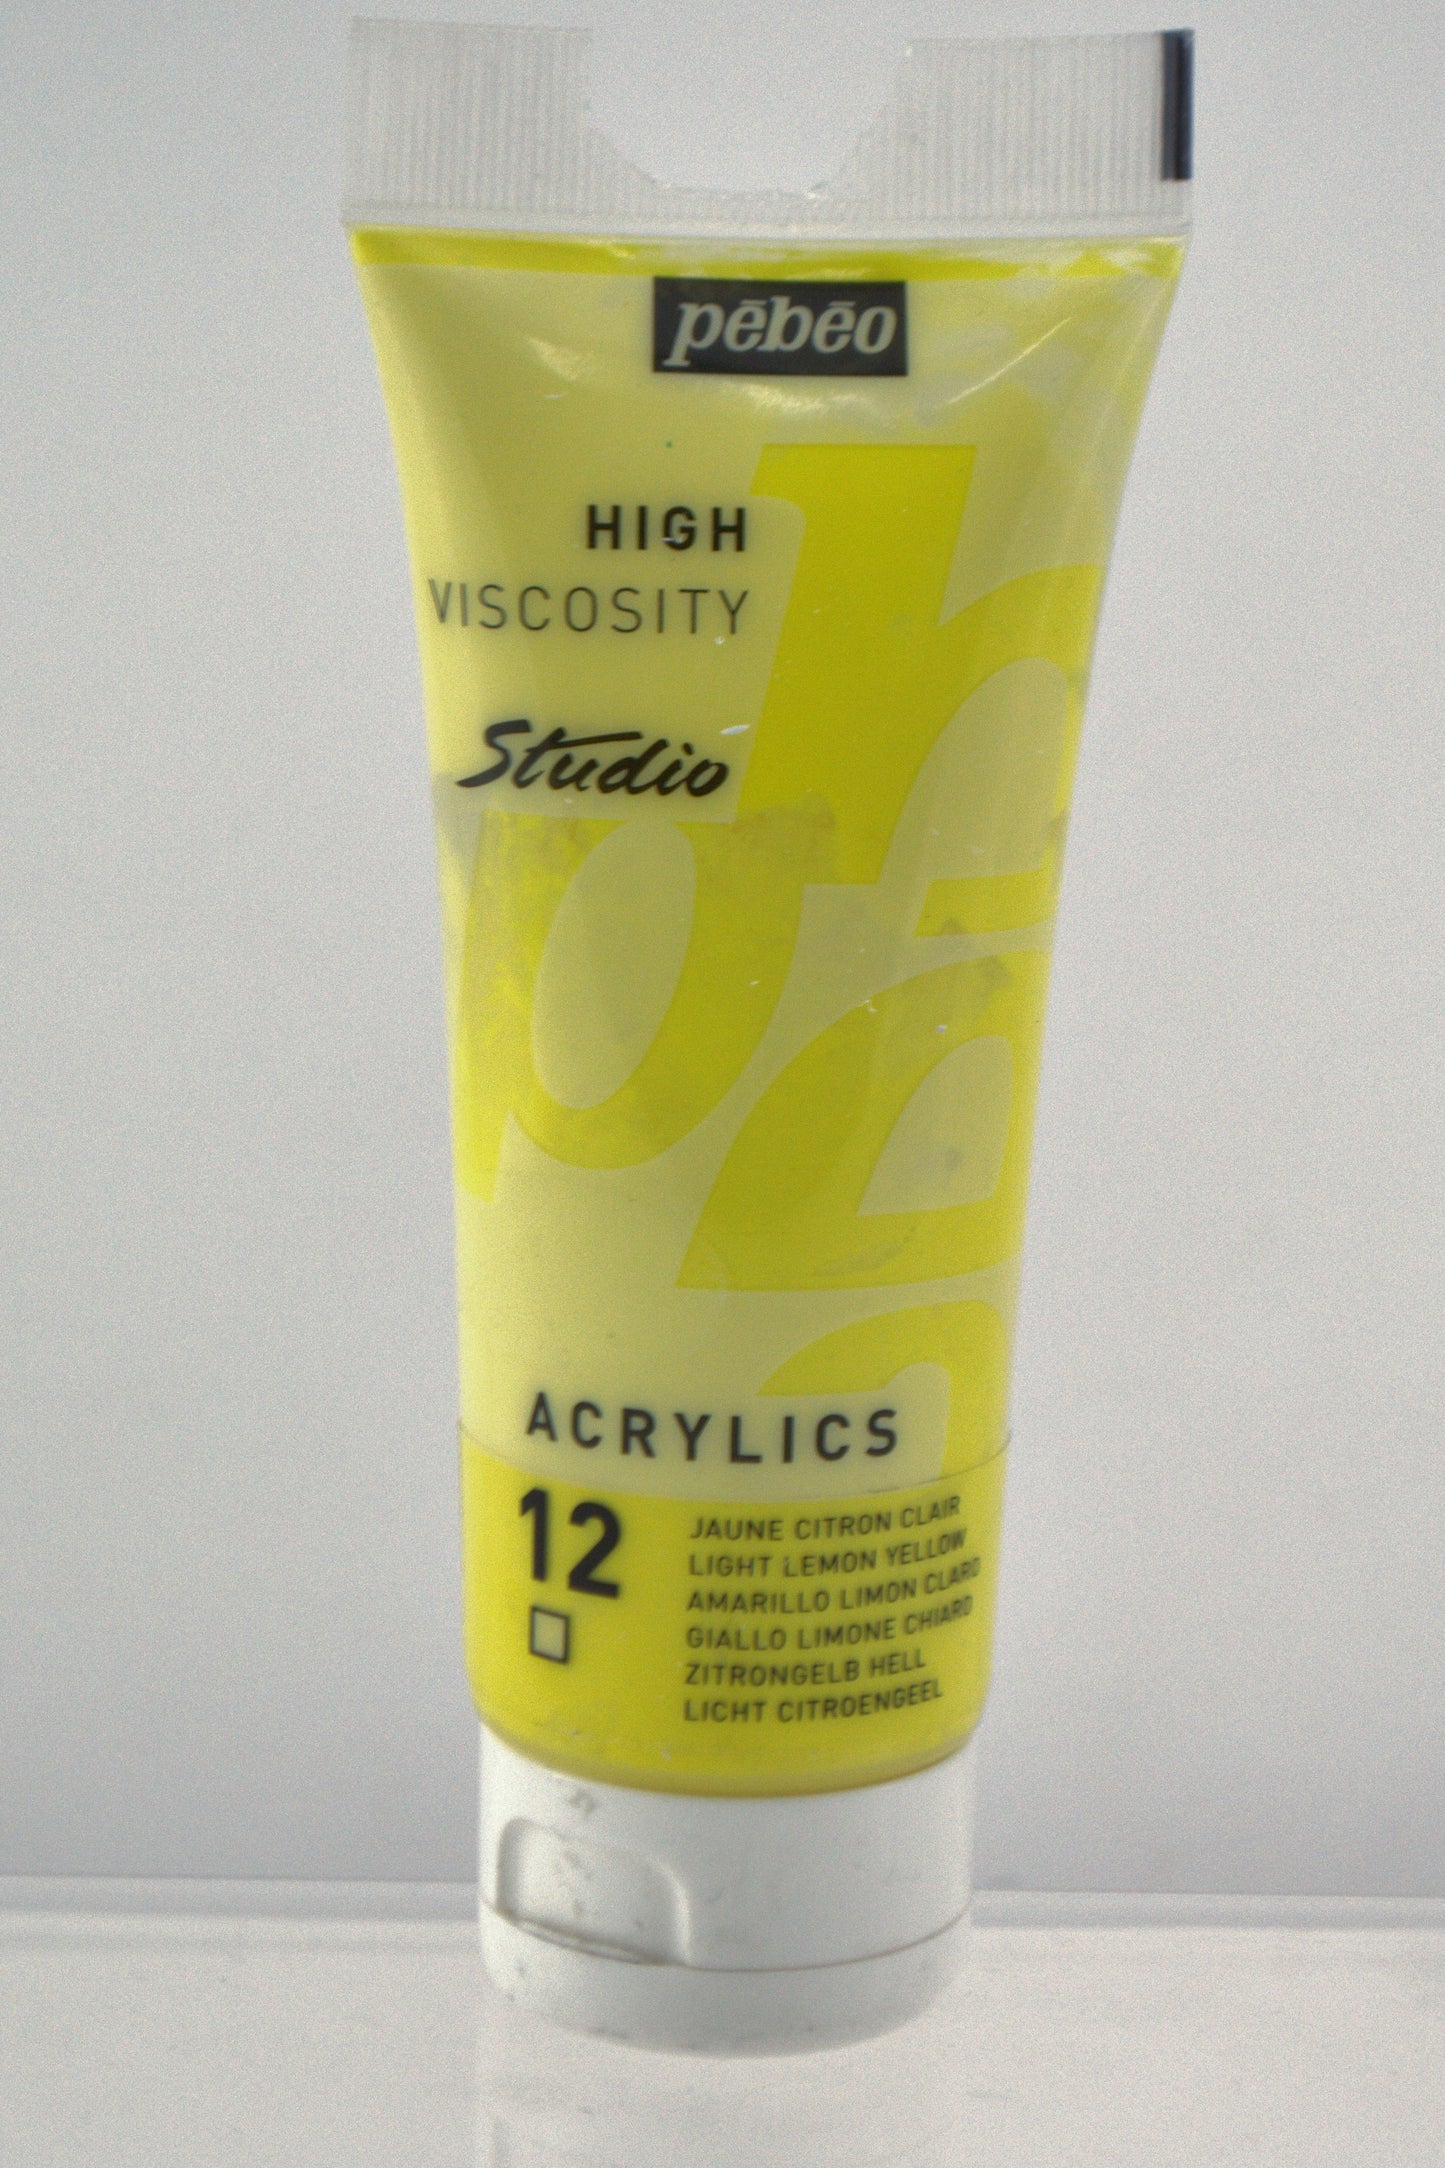 pēbēo
HIGH
VISCOSITY
Studio
ACRYLICS
12
JAUNE CITRON CLAIR
LIGHT LEMON YELLOW
AMARILLO LIMON CLARO
GIALLO LIMONE CHIARO
ZITRONGELB HELL
LICHT CITROENGEEL